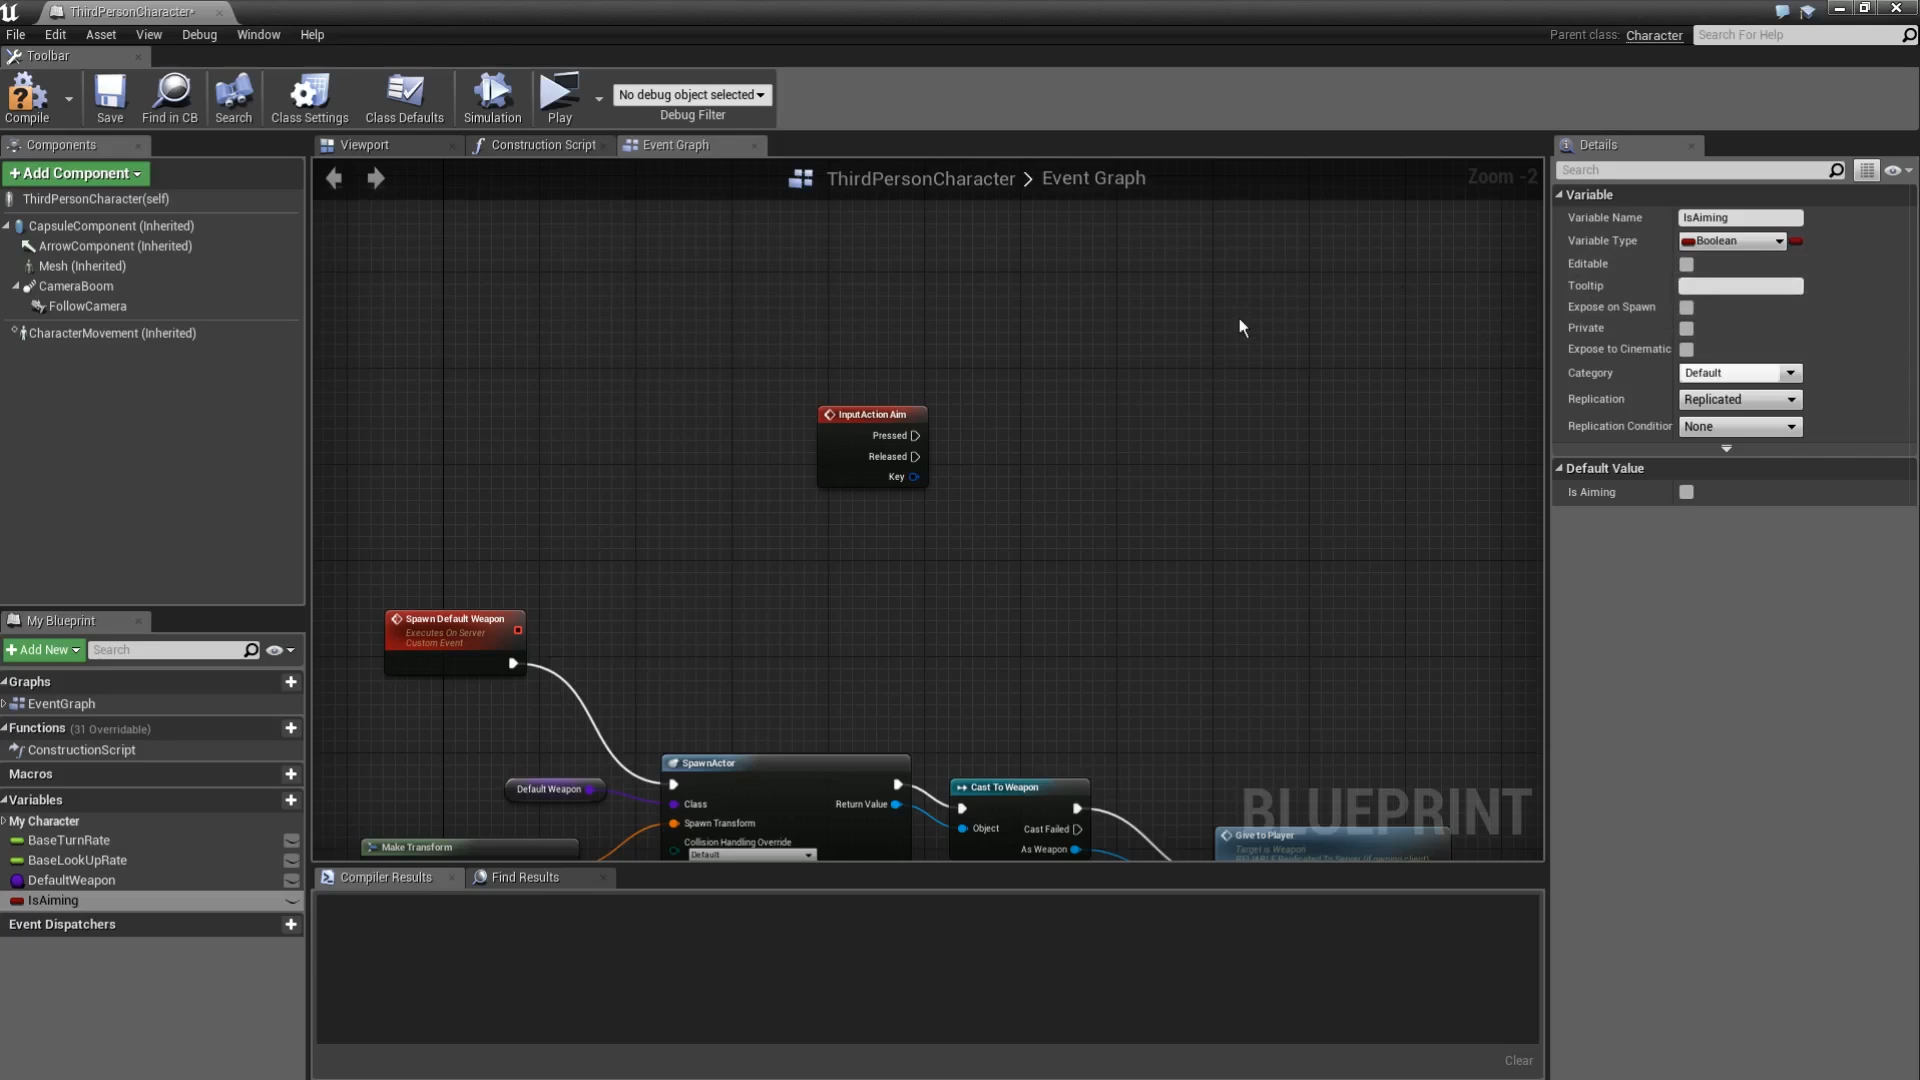 ThirdPersonCharacter*
File Edit Asset View Debug Window Help
Parent class: Character Search For Help
Toolbar
Compile Save Find in CB Search Class Settings Class Defaults Simulation Play
No debug object selected
Debug Filter
Components
+Add Component
ThirdPersonCharacter(self)
CapsuleComponent (Inherited)
ArrowComponent (Inherited)
Mesh (Inherited)
CameraBoom
FollowCamera
CharacterMovement (Inherited)
My Blueprint
+Add New Search
Graphs
EventGraph
Functions (31 Overridable)
ConstructionScript
Macros
Variables
My Character
BaseTurnRate
BaseLookUpRate
DefaultWeapon
IsAiming
Event Dispatchers
Viewport Construction Script Event Graph
ThirdPersonCharacter > Event Graph
Zoom -2
InputAction Aim
Pressed
Released
Key
Spawn Default Weapon
Executes On Server
Custom Event
Default Weapon
Make Transform
SpawnActor
Class Return Value
Spawn Transform
Collision Handling Override
Default
Cast To Weapon
Object Cast Failed
As Weapon
BLUEPRINT
Give to Player
Target is Weapon
RELIABLE Replicated To Server (if owning client)
Compiler Results Find Results
Clear
Details
Search
Variable
Variable Name IsAiming
Variable Type Boolean
Editable
Tooltip
Expose on Spawn
Private
Expose to Cinematic
Category Default
Replication Replicated
Replication Condition None
Default Value
Is Aiming